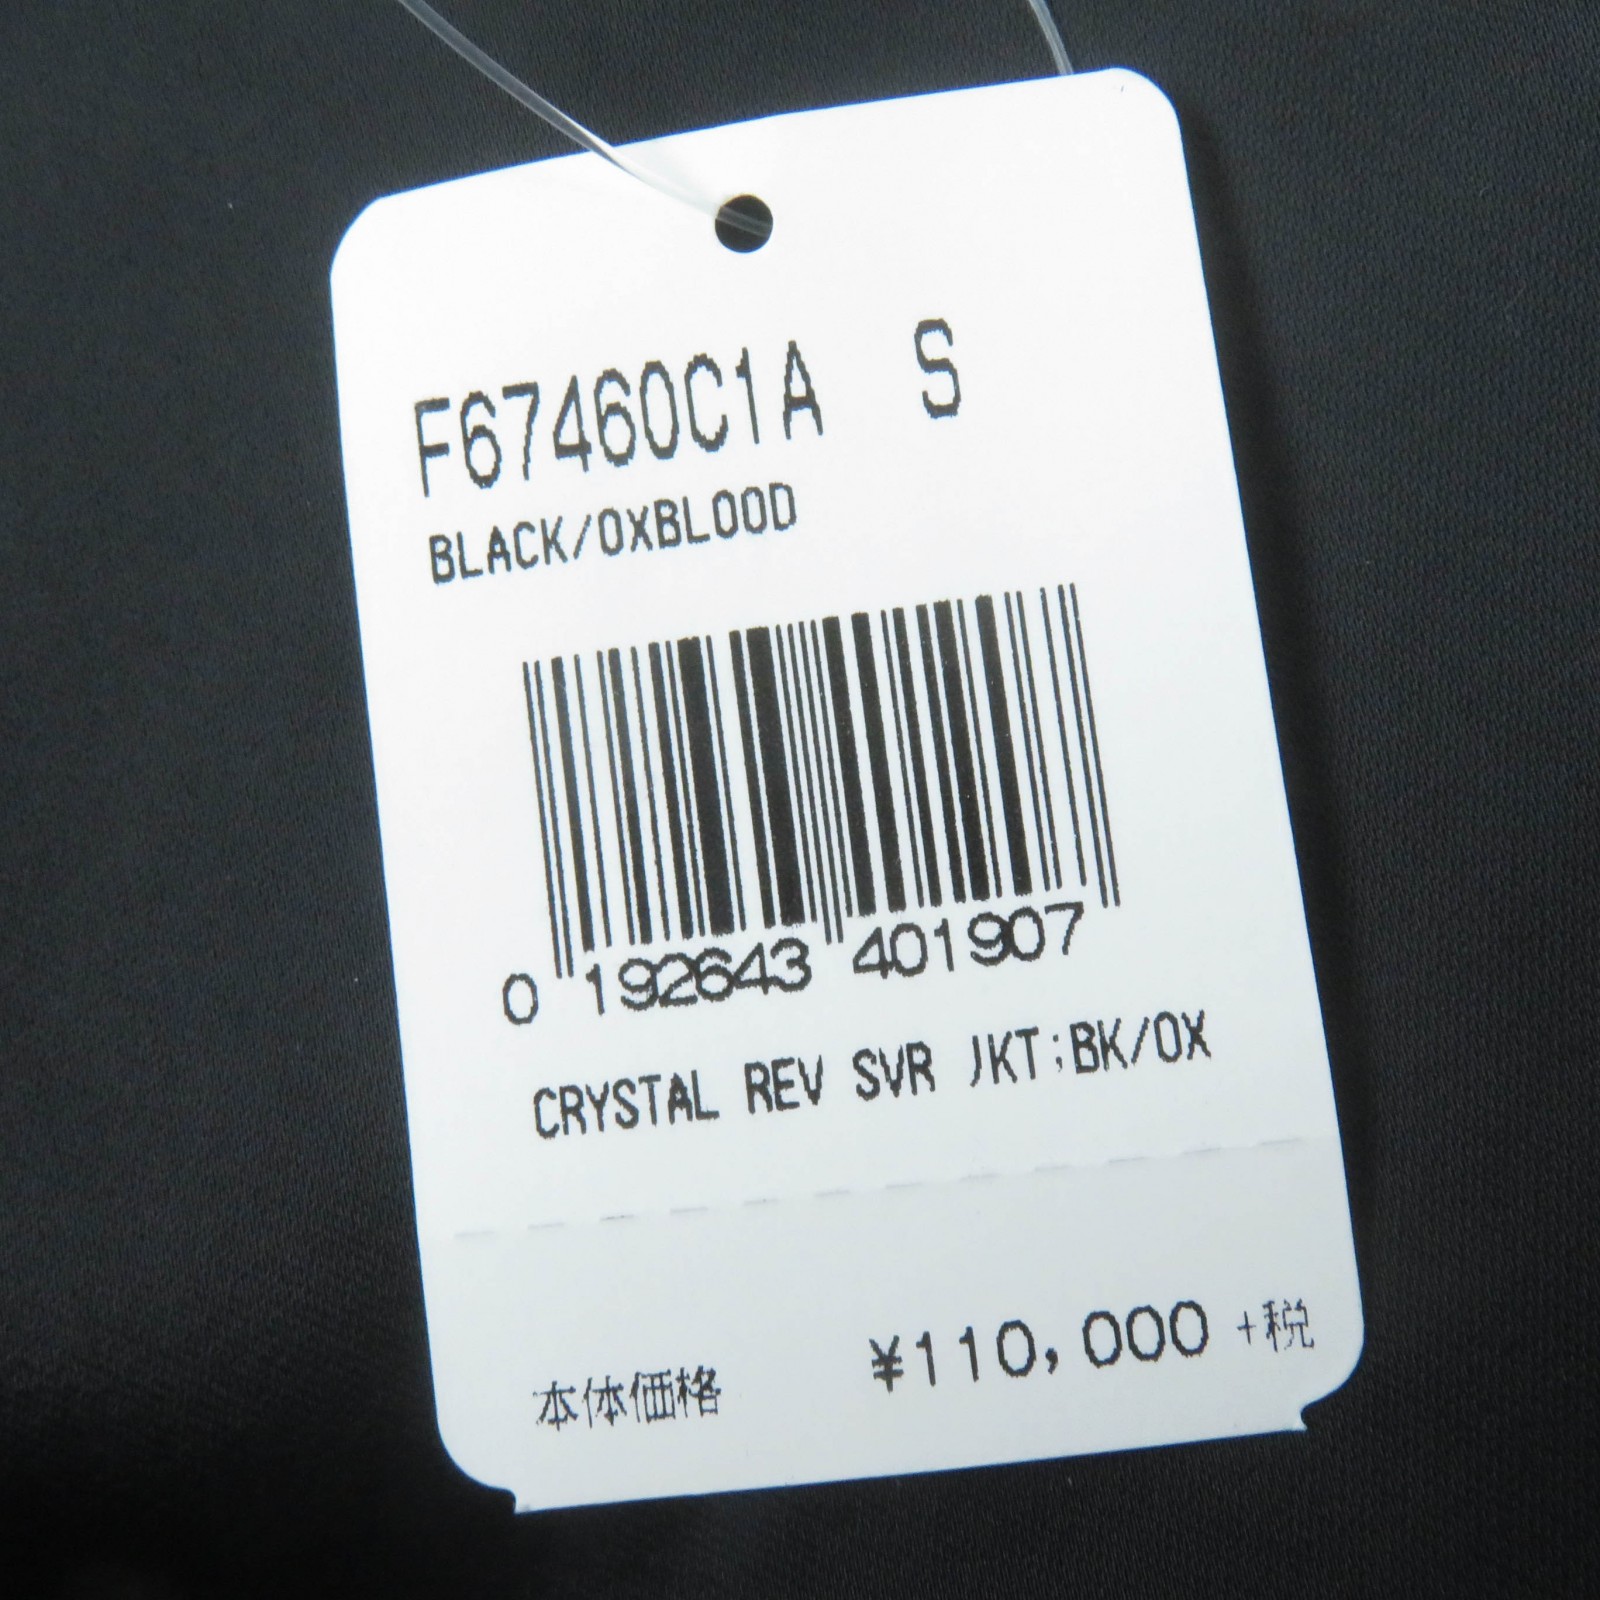 F67460C1A S
BLACK/OXBLOOD
0 192643 401907
CRYSTAL REV SVR JKT;BK/OX
本体価格 ¥110,000 +税